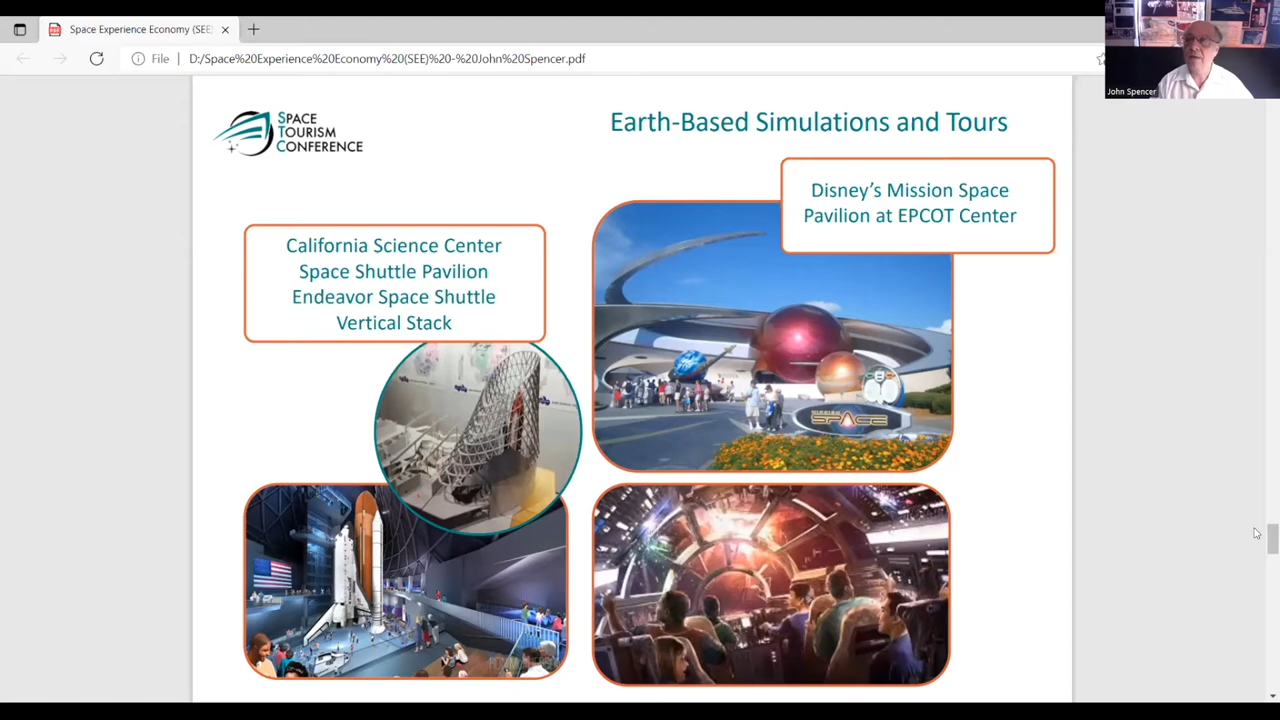 Space Experience Economy (SEE)
File
D:/Space%20Experience%20Economy%20(SEE)%20-%20John%20Spencer.pdf
John Spencer
SPACE
TOURISM
CONFERENCE
Earth-Based Simulations and Tours
Disney's Mission Space
Pavilion at EPCOT Center
California Science Center
Space Shuttle Pavilion
Endeavor Space Shuttle
Vertical Stack
MISSION
SPACE